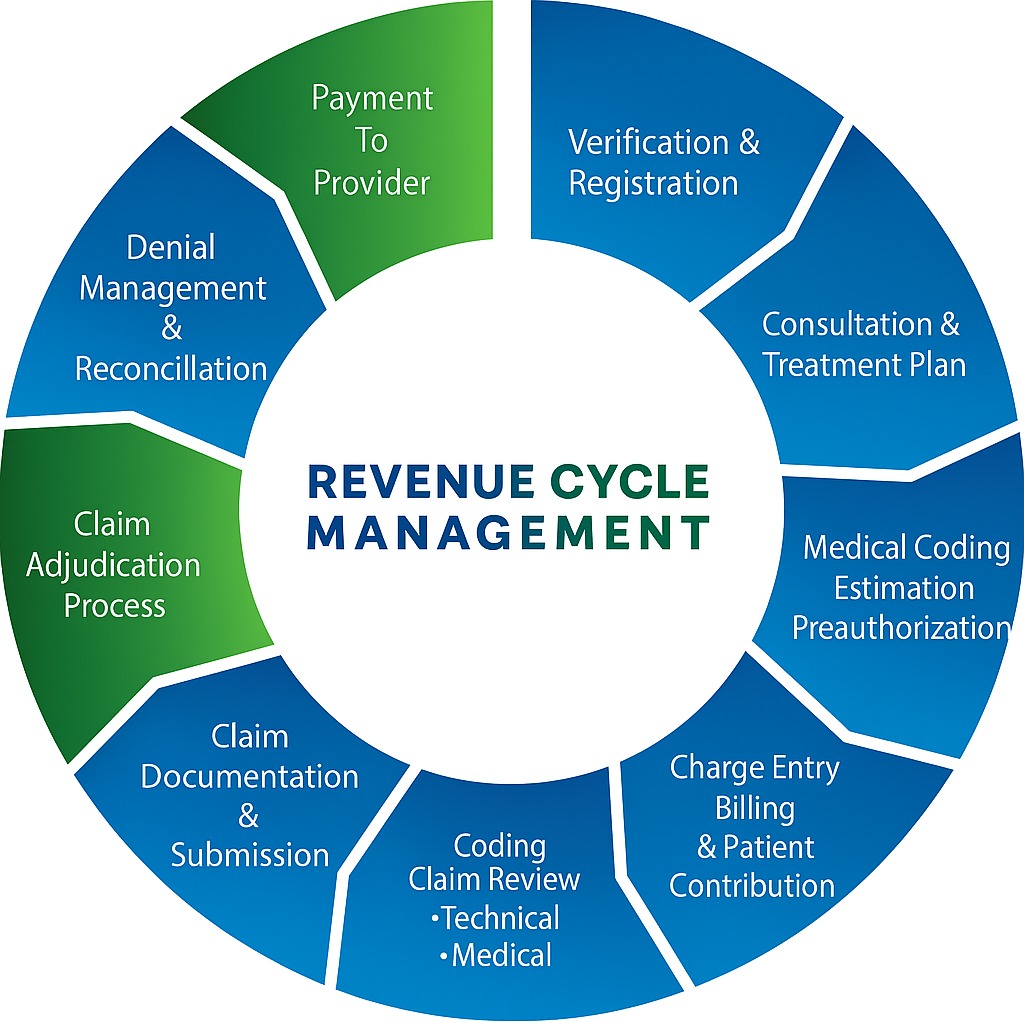 REVENUE CYCLE
MANAGEMENT
Verification &
Registration
Consultation &
Treatment Plan
Medical Coding
Estimation
Preauthorization
Charge Entry
Billing
& Patient
Contribution
Coding
Claim Review
•Technical
•Medical
Claim
Documentation
&
Submission
Claim
Adjudication
Process
Denial
Management
&
Reconcillation
Payment
To
Provider